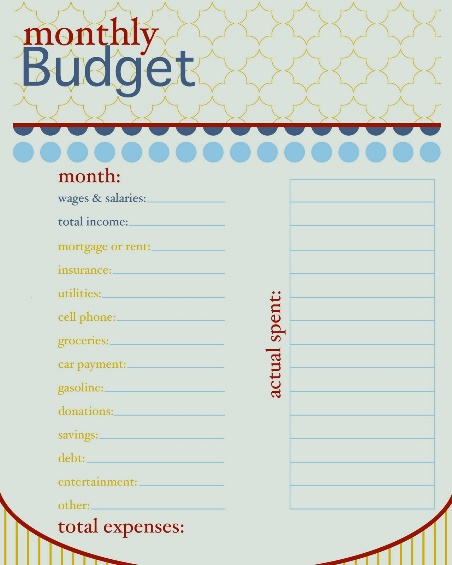 monthly
Budget
month:
wages & salaries:
total income:
mortgage or rent:
insurance:
utilities:
cell phone:
groceries:
car payment:
gasoline:
donations:
savings:
debt:
entertainment:
other:
total expenses:
actual spent: